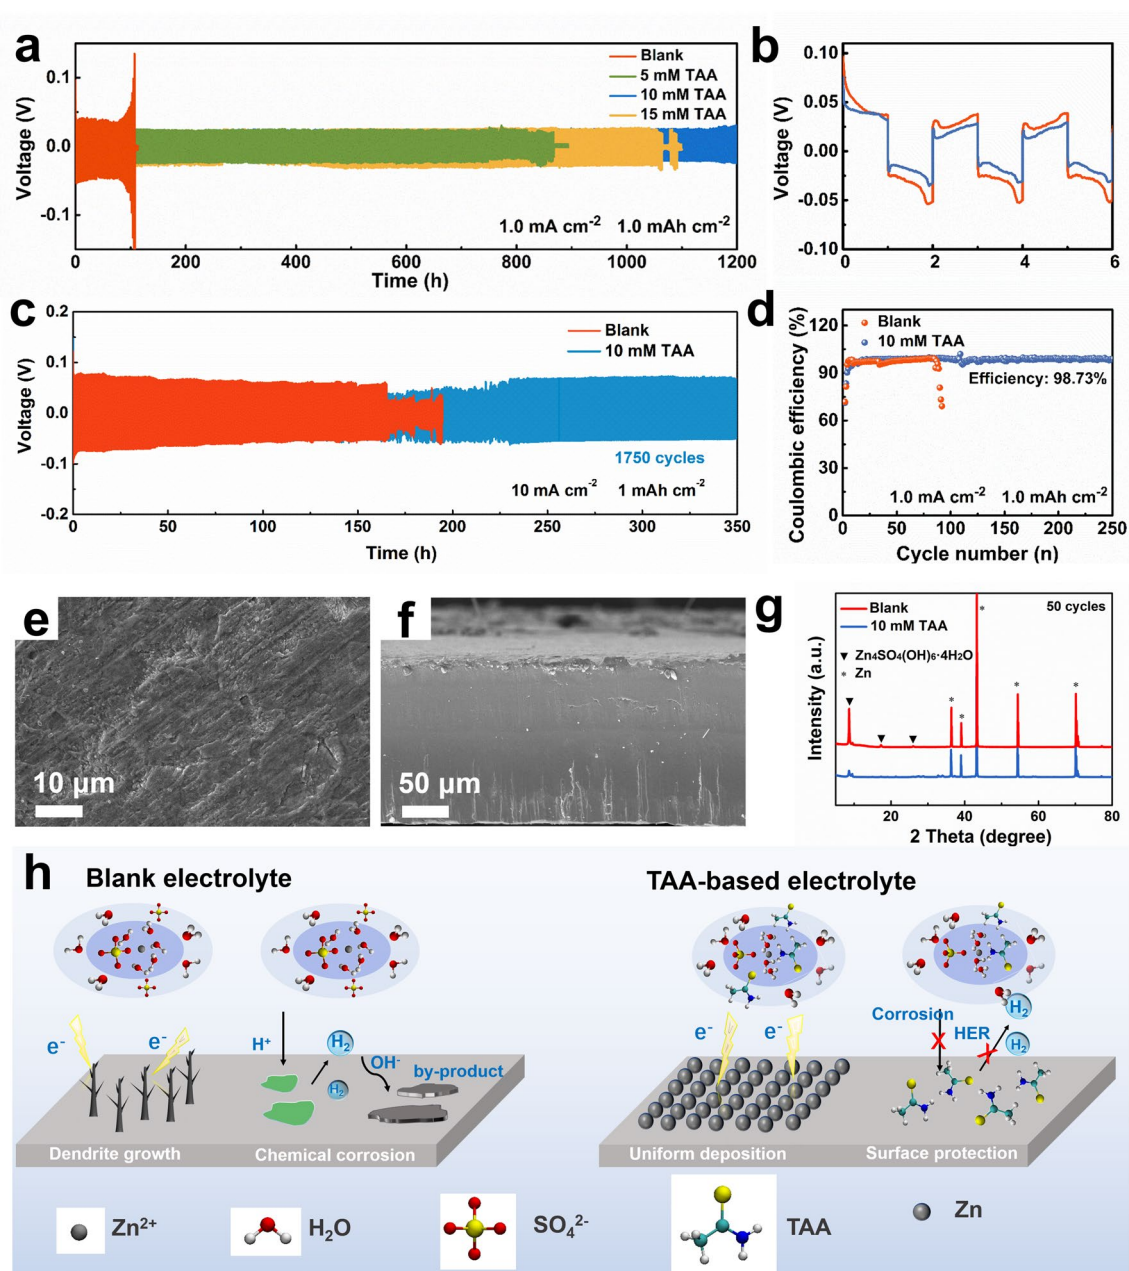 a
Voltage (V)
0.1
0.0
-0.1
Blank
5 mM TAA
10 mM TAA
15 mM TAA
1.0 mA cm⁻² 1.0 mAh cm⁻²
0 200 400 600 800 1000 1200
Time (h)
b
Voltage (V)
0.10
0.05
0.00
-0.05
-0.10
0 2 4 6
c
Voltage (V)
0.2
0.1
0.0
-0.1
-0.2
Blank
10 mM TAA
1750 cycles
10 mA cm⁻² 1 mAh cm⁻²
0 50 100 150 200 250 300 350
Time (h)
d
Coulombic efficiency (%)
120
90
60
30
0
Blank
10 mM TAA
Efficiency: 98.73%
1.0 mA cm⁻² 1.0 mAh cm⁻²
0 50 100 150 200 250
Cycle number (n)
e
10 μm
f
50 μm
g
Intensity (a.u.)
Blank
10 mM TAA
50 cycles
▼ Zn₄SO₄(OH)₆·4H₂O
* Zn
* * * * *
20 40 60 80
2 Theta (degree)
h
Blank electrolyte
TAA-based electrolyte
e⁻ e⁻
H⁺
H₂
H₂
OH⁻
by-product
Dendrite growth
Chemical corrosion
e⁻ e⁻
Corrosion
HER
H₂
H₂
Uniform deposition
Surface protection
Zn²⁺
H₂O
SO₄²⁻
TAA
Zn